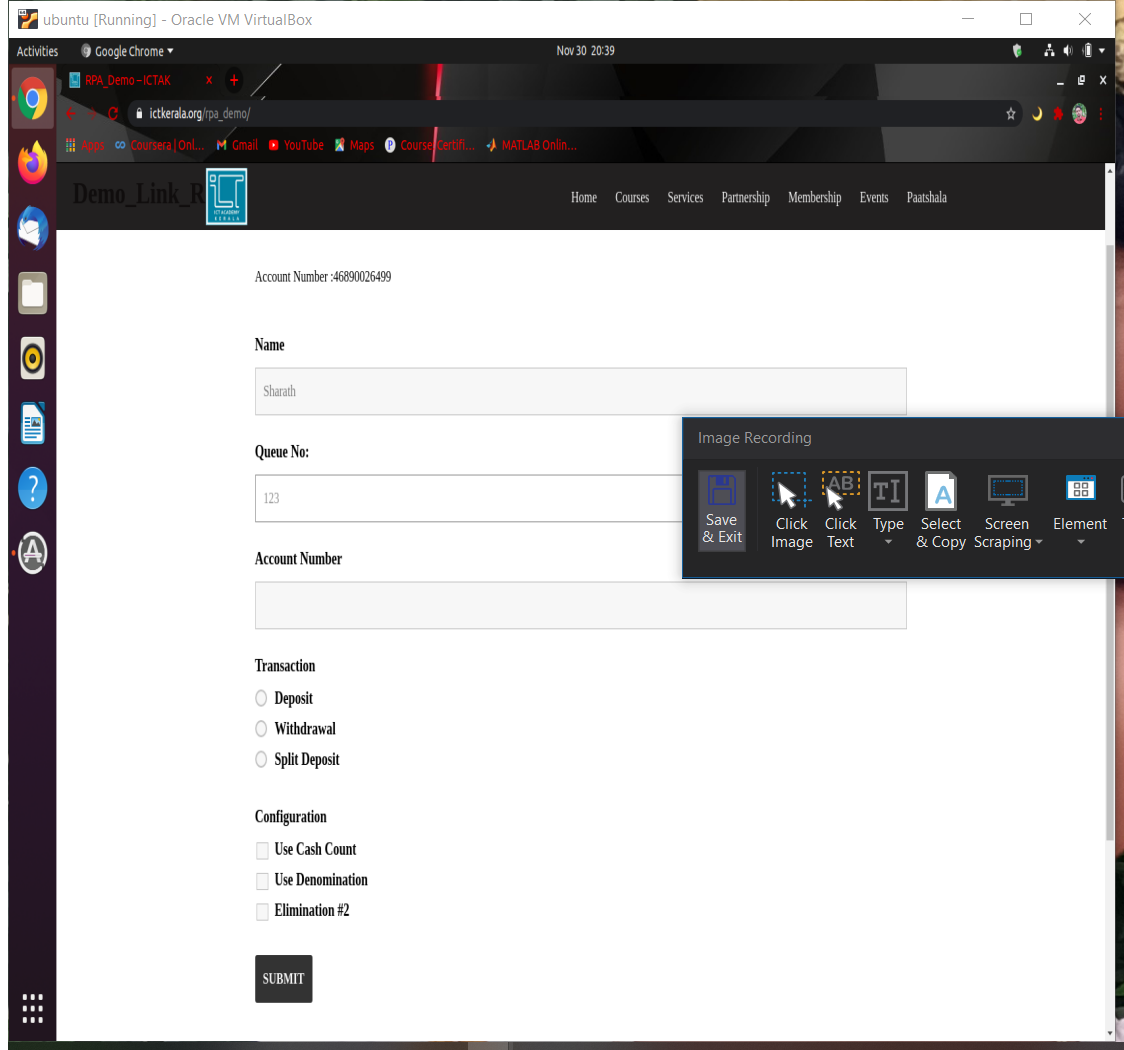 ubuntu [Running] - Oracle VM VirtualBox
Activities Google Chrome Nov 30 20:39
RPA_Demo – ICTAK
ictkerala.org/rpa_demo/
Apps Coursera | Onl... Gmail YouTube Maps Course Certifi... MATLAB Onlin...
Demo_Link_R
ICT ACADEMY
KERALA
Home Courses Services Partnership Membership Events Paatshala
Account Number :46890026499
Name
Sharath
Queue No:
123
Account Number
Transaction
Deposit
Withdrawal
Split Deposit
Configuration
Use Cash Count
Use Denomination
Elimination #2
SUBMIT
Image Recording
Save & Exit
Click Image
AB
Click Text
Type
A
Select & Copy
Screen Scraping
Element